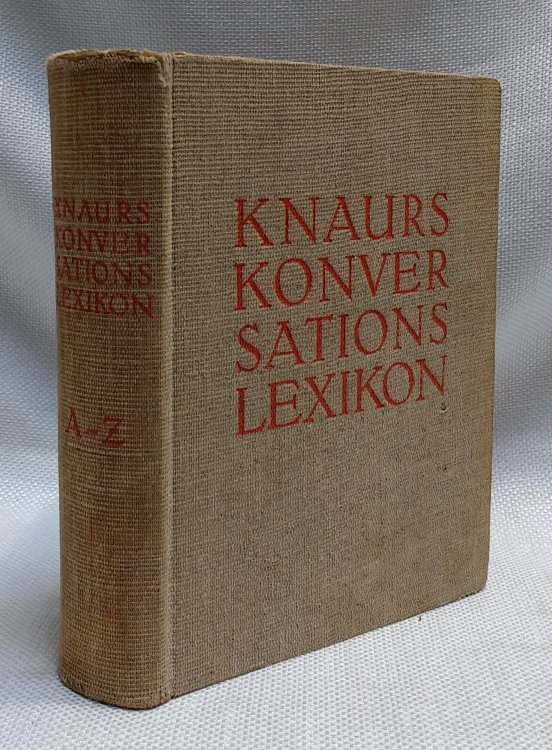 KNAURS
KONVER
SATIONS
LEXIKON
A-Z
KNAURS
KONVER
SATIONS
LEXIKON